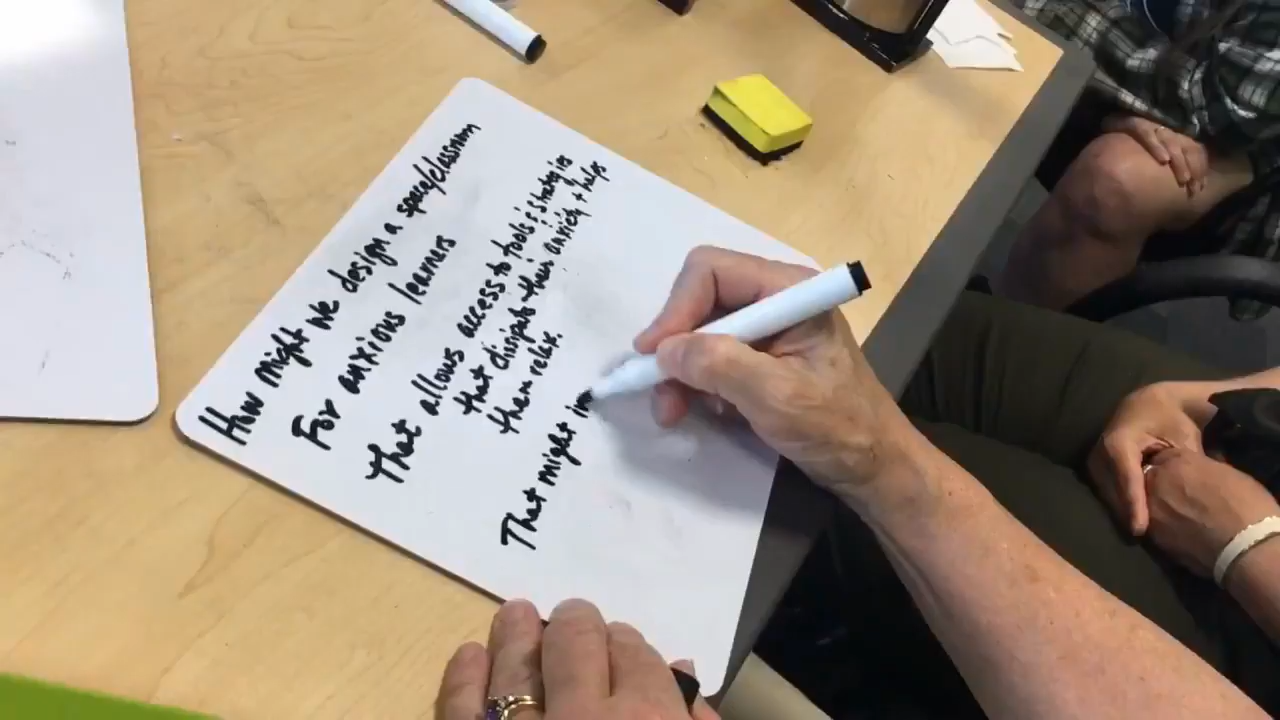 How might we design a space/classroom
For anxious learners
That allows access to tools & strategies
that dissipate their anxiety + helps
them relax.
That might im